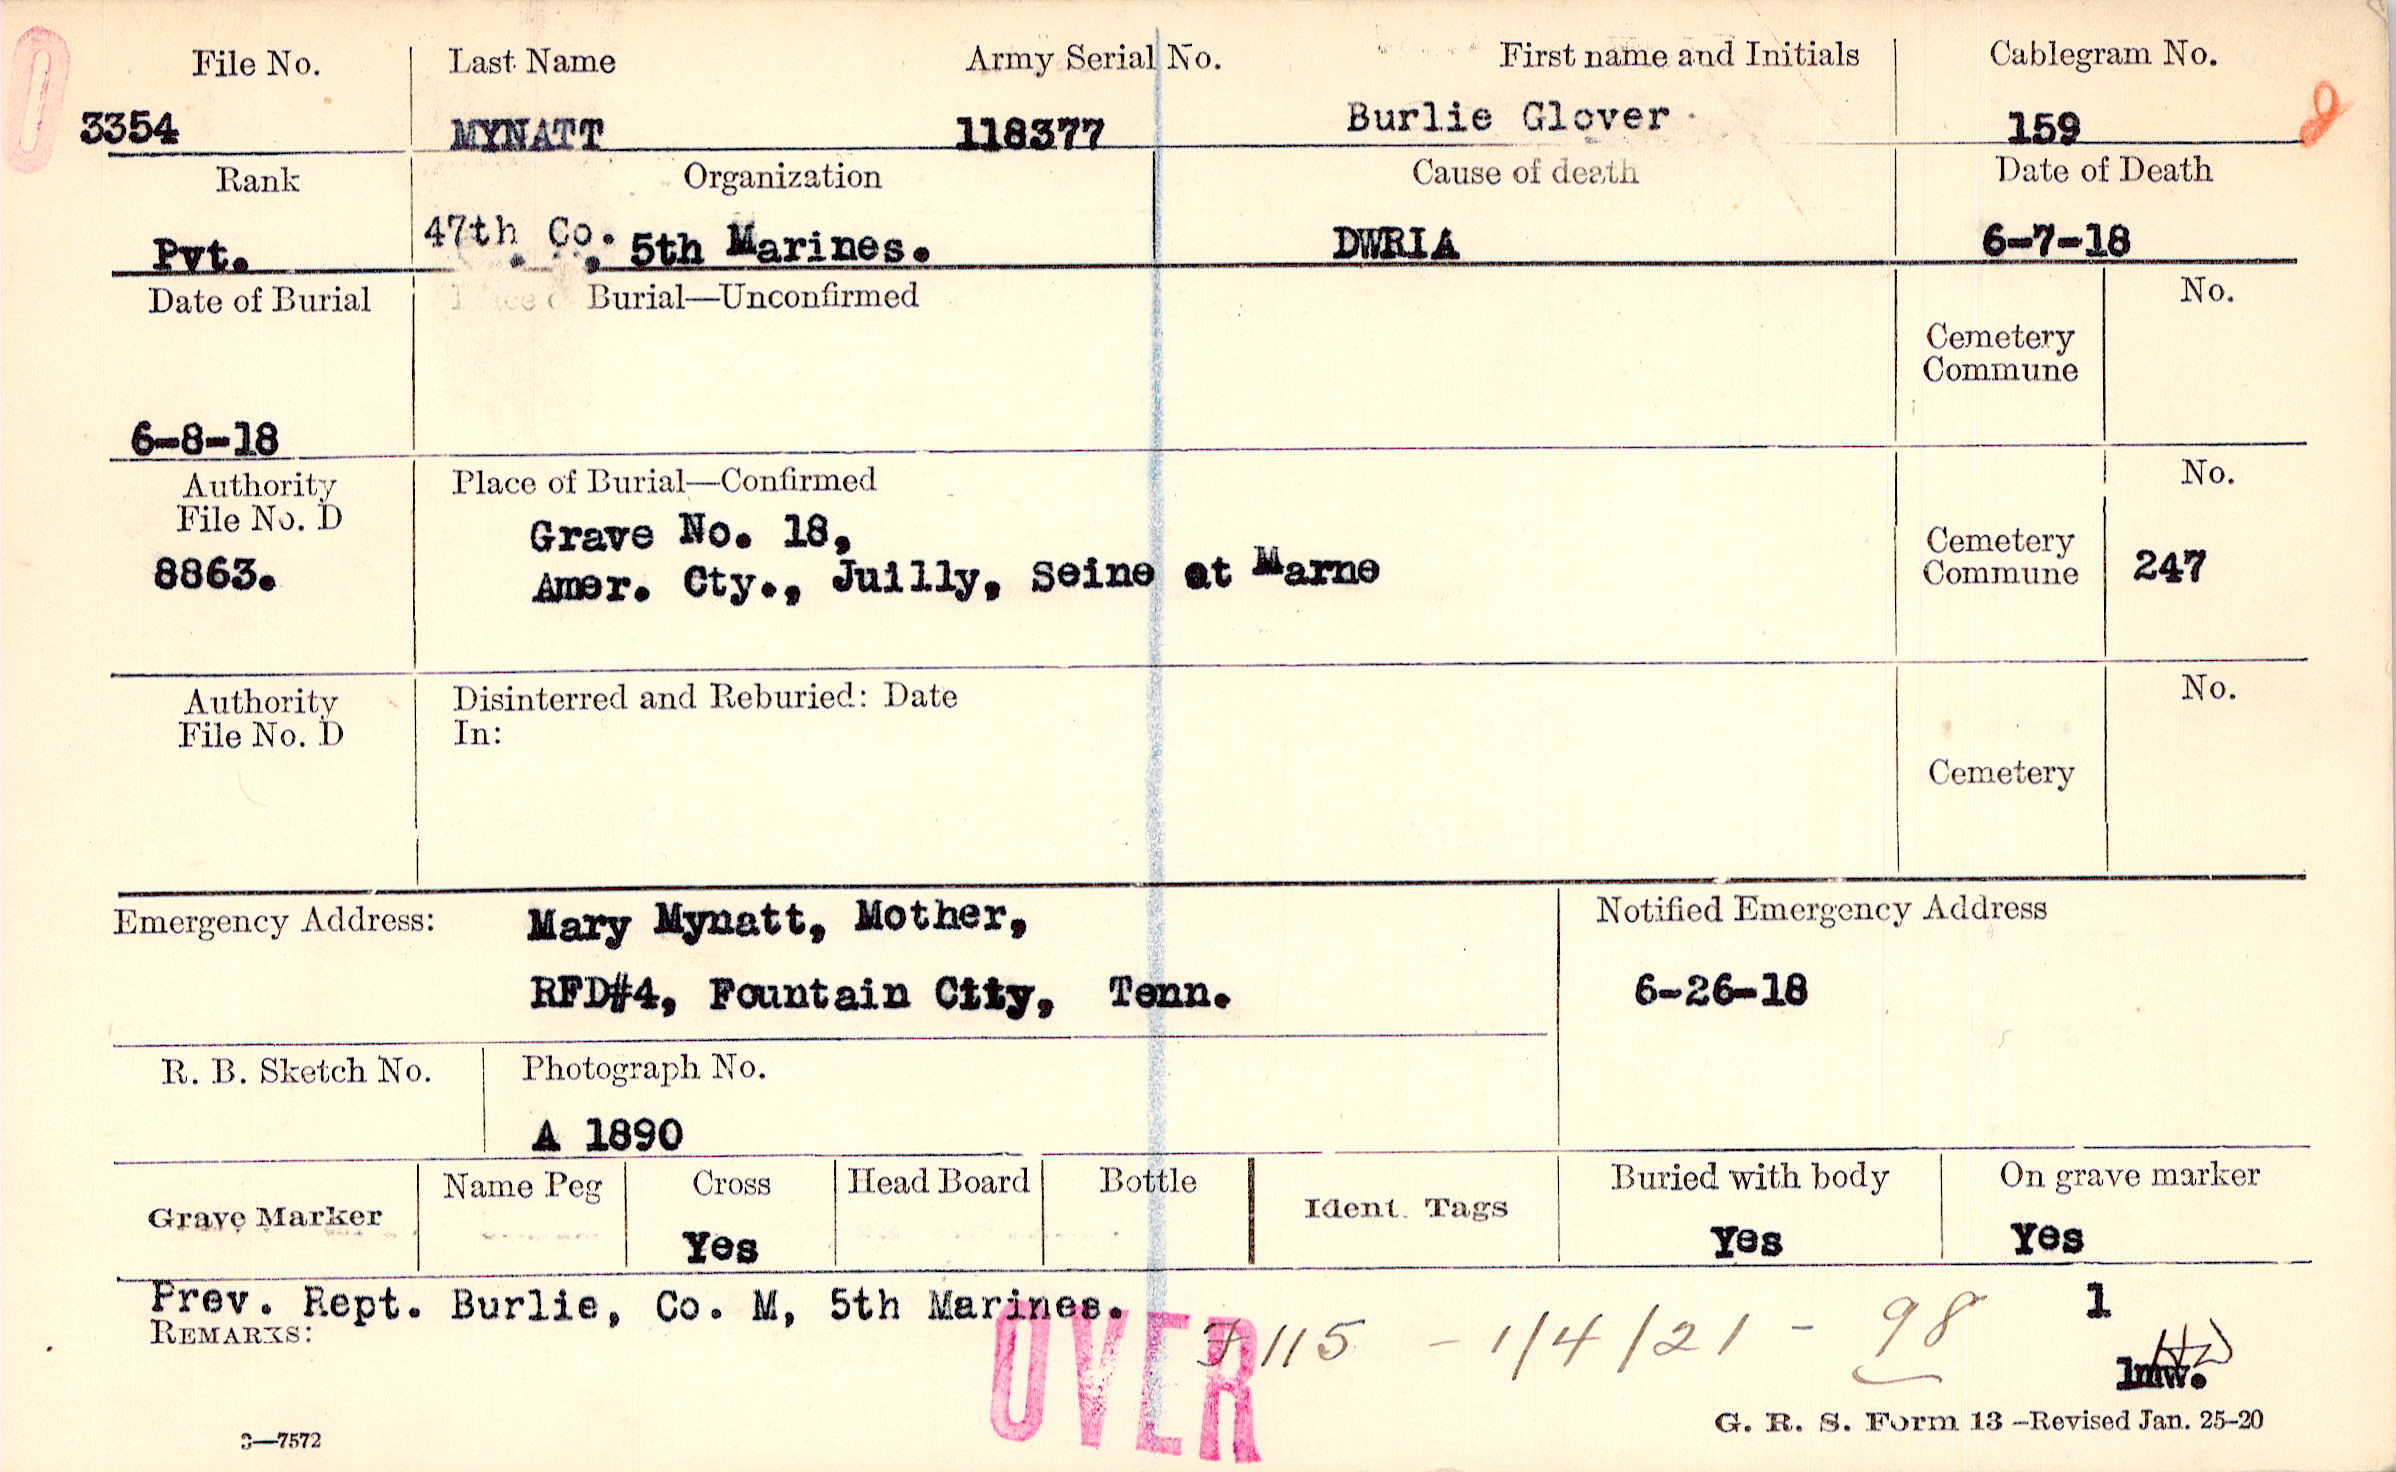 File No. Last Name Army Serial No. First name and Initials Cablegram No.
3354 MYNATT 118377 Burlie Glover 159
Rank Organization Cause of death Date of Death
Pvt. 47th Co., 5th Marines. DWRIA 6-7-18
Date of Burial Place of Burial—Unconfirmed No.
Cemetery
Commune
6-8-18
Authority Place of Burial—Confirmed No.
File No. D
8863.
Grave No. 18,
Amer. Cty., Juilly, Seine et Marne
Cemetery
Commune 247
Authority Disinterred and Reburied: Date No.
File No. D In:
Cemetery
Emergency Address: Mary Mynatt, Mother,
RFD#4, Fountain City, Tenn.
Notified Emergency Address
6-26-18
R. B. Sketch No. Photograph No.
A 1890
Grave Marker Name Peg Cross Head Board Bottle Ident. Tags Buried with body On grave marker
Yes Yes Yes
Prev. Rept. Burlie, Co. M, 5th Marines. 1
REMARKS:
OVER
F115 - 1/4/21 - 98
lmw.
3—7572
G. R. S. Form 13 -Revised Jan. 25-20